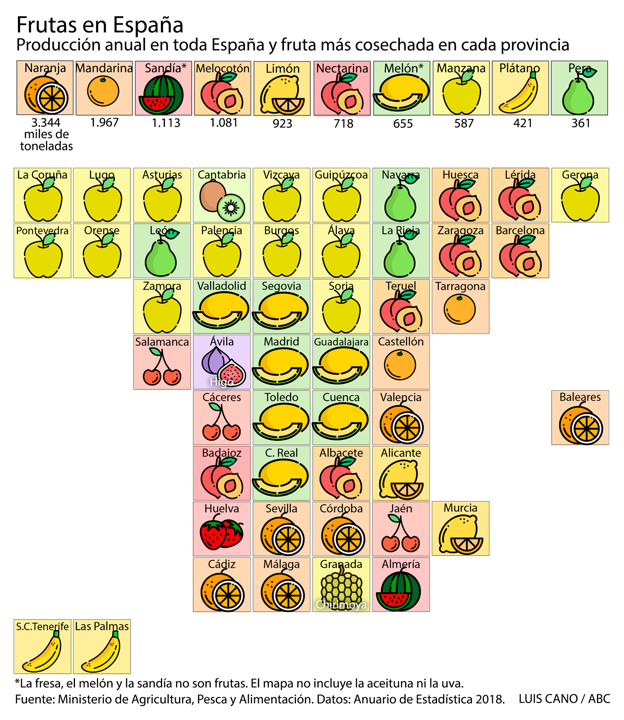 Frutas en España
Producción anual en toda España y fruta más cosechada en cada provincia
Naranja Mandarina Sandía* Melocotón Limón Nectarina Melón* Manzana Plátano Pera
3.344 1.967 1.113 1.081 923 718 655 587 421 361
miles de
toneladas
La Coruña Lugo Asturias Cantabria Vizcaya Guipúzcoa Navarra Huesca Lérida Gerona
Pontevedra Orense León Palencia Burgos Álava La Rioja Zaragoza Barcelona
Zamora Valladolid Segovia Soria Teruel Tarragona
Salamanca Ávila Madrid Guadalajara Castellón
Higo
Cáceres Toledo Cuenca Valencia Baleares
Badajoz C. Real Albacete Alicante
Huelva Sevilla Córdoba Jaén Murcia
Cádiz Málaga Granada Almería
Chirimoya
S.C.Tenerife Las Palmas
*La fresa, el melón y la sandía no son frutas. El mapa no incluye la aceituna ni la uva.
Fuente: Ministerio de Agricultura, Pesca y Alimentación. Datos: Anuario de Estadística 2018. LUIS CANO / ABC